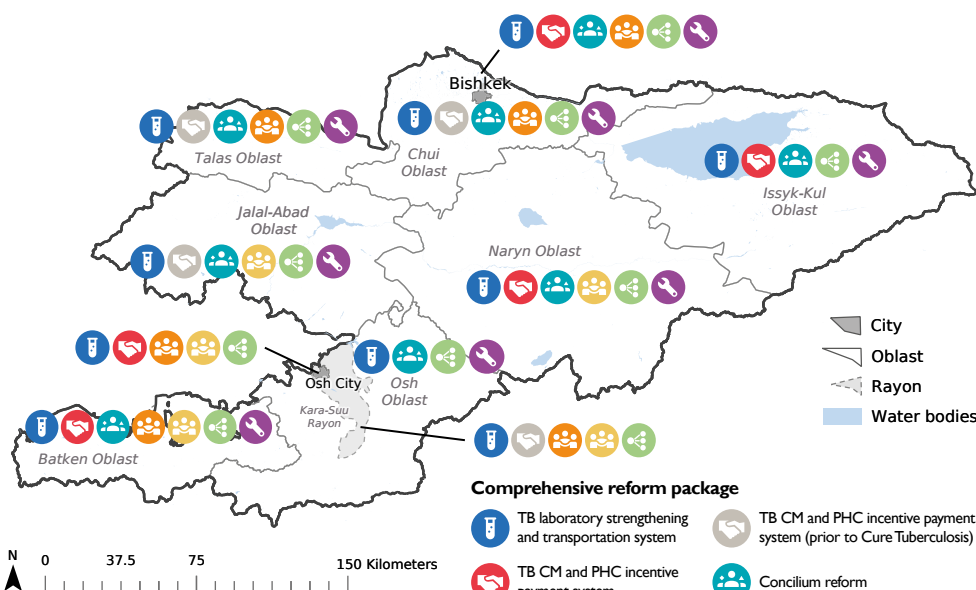 Bishkek
Talas Oblast
Chui
Oblast
Issyk-Kul
Oblast
Jalal-Abad
Oblast
Naryn Oblast
City
Oblast
Rayon
Water bodies
Osh City
Osh
Oblast
Kara-Suu
Rayon
Batken Oblast
Comprehensive reform package
TB laboratory strengthening
and transportation system
TB CM and PHC incentive payment
system (prior to Cure Tuberculosis)
TB CM and PHC incentive
payment system
Concilium reform
N
0 37.5 75 150 Kilometers